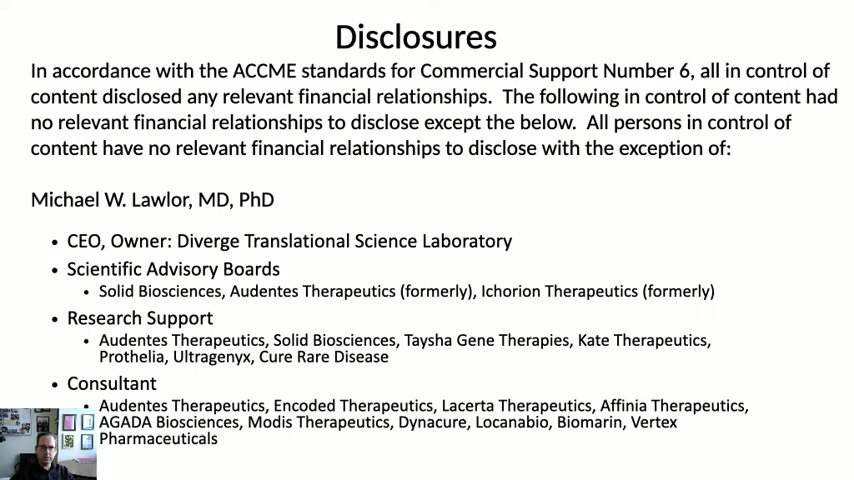 Disclosures
In accordance with the ACCME standards for Commercial Support Number 6, all in control of
content disclosed any relevant financial relationships. The following in control of content had
no relevant financial relationships to disclose except the below. All persons in control of
content have no relevant financial relationships to disclose with the exception of:
Michael W. Lawlor, MD, PhD
• CEO, Owner: Diverge Translational Science Laboratory
• Scientific Advisory Boards
• Solid Biosciences, Audentes Therapeutics (formerly), Ichorion Therapeutics (formerly)
• Research Support
• Audentes Therapeutics, Solid Biosciences, Taysha Gene Therapies, Kate Therapeutics,
Prothelia, Ultragenyx, Cure Rare Disease
• Consultant
• Audentes Therapeutics, Encoded Therapeutics, Lacerta Therapeutics, Affinia Therapeutics,
AGADA Biosciences, Modis Therapeutics, Dynacure, Locanabio, Biomarin, Vertex
Pharmaceuticals